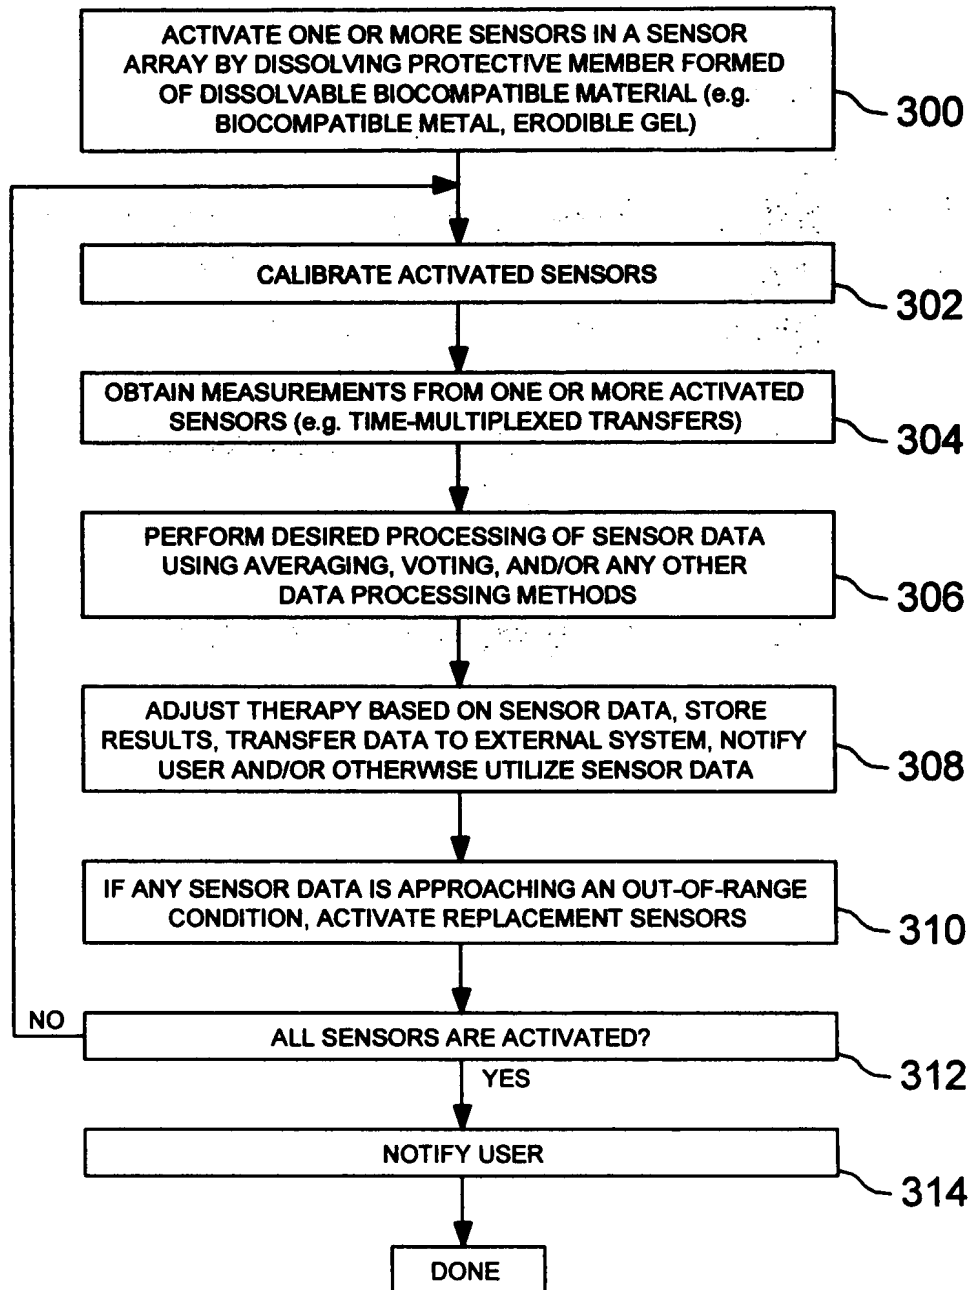 ACTIVATE ONE OR MORE SENSORS IN A SENSOR
ARRAY BY DISSOLVING PROTECTIVE MEMBER FORMED
OF DISSOLVABLE BIOCOMPATIBLE MATERIAL (e.g.
BIOCOMPATIBLE METAL, ERODIBLE GEL)
300
CALIBRATE ACTIVATED SENSORS
302
OBTAIN MEASUREMENTS FROM ONE OR MORE ACTIVATED
SENSORS (e.g. TIME-MULTIPLEXED TRANSFERS)
304
PERFORM DESIRED PROCESSING OF SENSOR DATA
USING AVERAGING, VOTING, AND/OR ANY OTHER
DATA PROCESSING METHODS
306
ADJUST THERAPY BASED ON SENSOR DATA, STORE
RESULTS, TRANSFER DATA TO EXTERNAL SYSTEM, NOTIFY
USER AND/OR OTHERWISE UTILIZE SENSOR DATA
308
IF ANY SENSOR DATA IS APPROACHING AN OUT-OF-RANGE
CONDITION, ACTIVATE REPLACEMENT SENSORS
310
NO
ALL SENSORS ARE ACTIVATED?
312
YES
NOTIFY USER
314
DONE